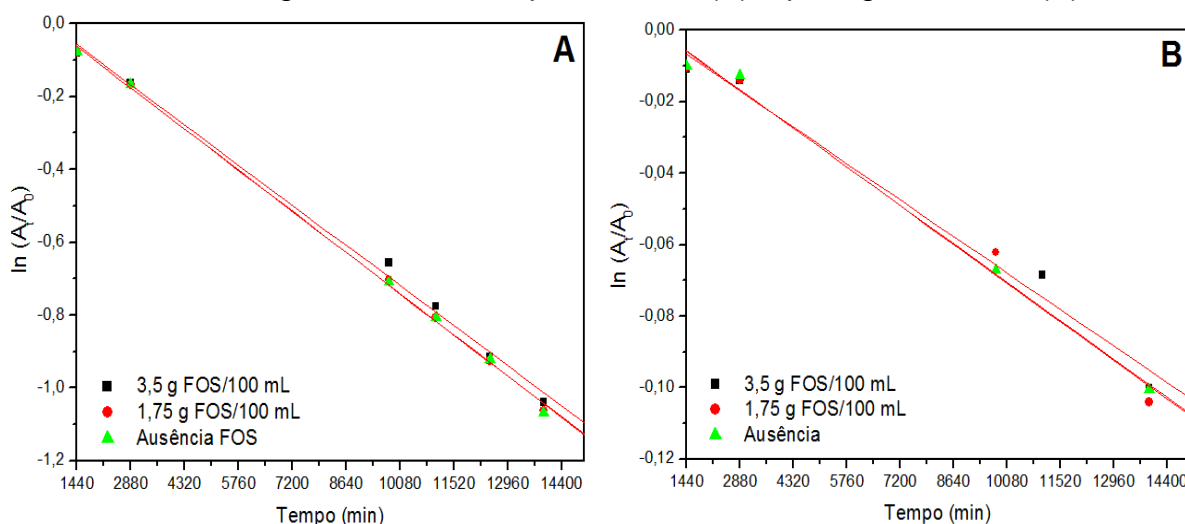 A
0,0
-0,2
-0,4
-0,6
-0,8
-1,0
-1,2
ln (A_t/A_0)
3,5 g FOS/100 mL
1,75 g FOS/100 mL
Ausência FOS
1440 2880 4320 5760 7200 8640 10080 11520 12960 14400
Tempo (min)
B
0,00
-0,02
-0,04
-0,06
-0,08
-0,10
-0,12
ln (A_t/A_0)
3,5 g FOS/100 mL
1,75 g FOS/100 mL
Ausência
1440 2880 4320 5760 7200 8640 10080 11520 12960 14400
Tempo (min)